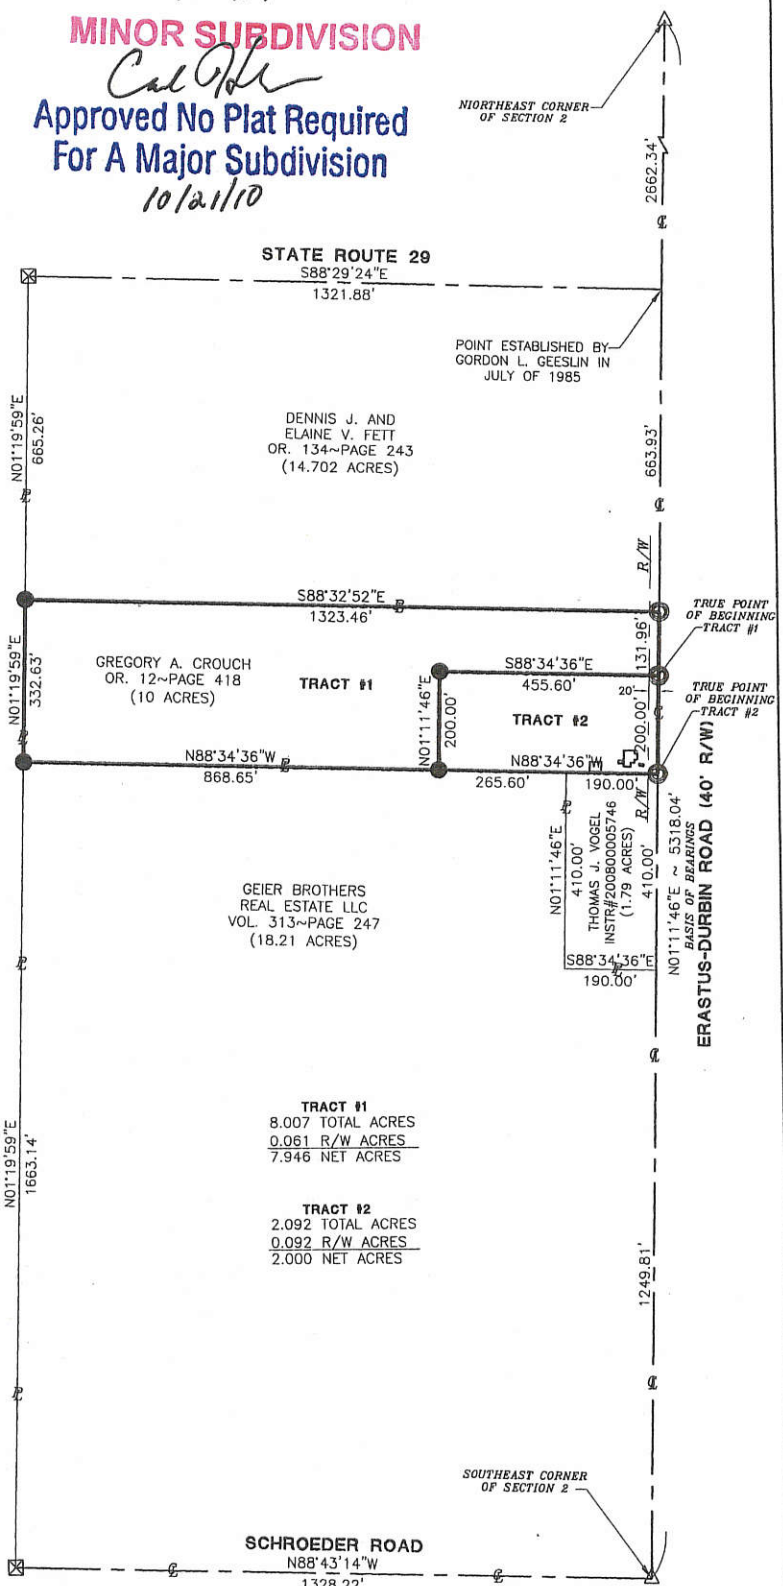 MINOR SUBDIVISION
Approved No Plat Required
For A Major Subdivision
10/21/10
NIORTHEAST CORNER
OF SECTION 2
2662.34'
℄
STATE ROUTE 29
S88°29'24"E
1321.88'
POINT ESTABLISHED BY
GORDON L. GEESLIN IN
JULY OF 1985
N01°19'59"E
665.26'
DENNIS J. AND
ELAINE V. FETT
OR. 134~PAGE 243
(14.702 ACRES)
663.93'
℄
R/W
S88°32'52"E
1323.46'
TRUE POINT
OF BEGINNING
TRACT #1
131.96'
N01°19'59"E
332.63'
GREGORY A. CROUCH
OR. 12~PAGE 418
(10 ACRES)
TRACT #1
N01°11'46"E
200.00'
S88°34'36"E
455.60'
20'
TRACT #2
200.00'
TRUE POINT
OF BEGINNING
TRACT #2
N88°34'36"W
868.65'
N88°34'36"W
265.60'
190.00'
R/W
N01°11'46"E
410.00'
THOMAS J. VOGEL
INSTR#200800005746
(1.79 ACRES)
410.00'
N01°11'46"E ~ 5318.04'
BASIS OF BEARINGS
ERASTUS-DURBIN ROAD (40' R/W)
GEIER BROTHERS
REAL ESTATE LLC
VOL. 313~PAGE 247
(18.21 ACRES)
S88°34'36"E
190.00'
℄
TRACT #1
8.007 TOTAL ACRES
0.061 R/W ACRES
7.946 NET ACRES
N01°19'59"E
1663.14'
TRACT #2
2.092 TOTAL ACRES
0.092 R/W ACRES
2.000 NET ACRES
1249.81'
℄
SOUTHEAST CORNER
OF SECTION 2
SCHROEDER ROAD
N88°43'14"W
℄
℄
1328.22'